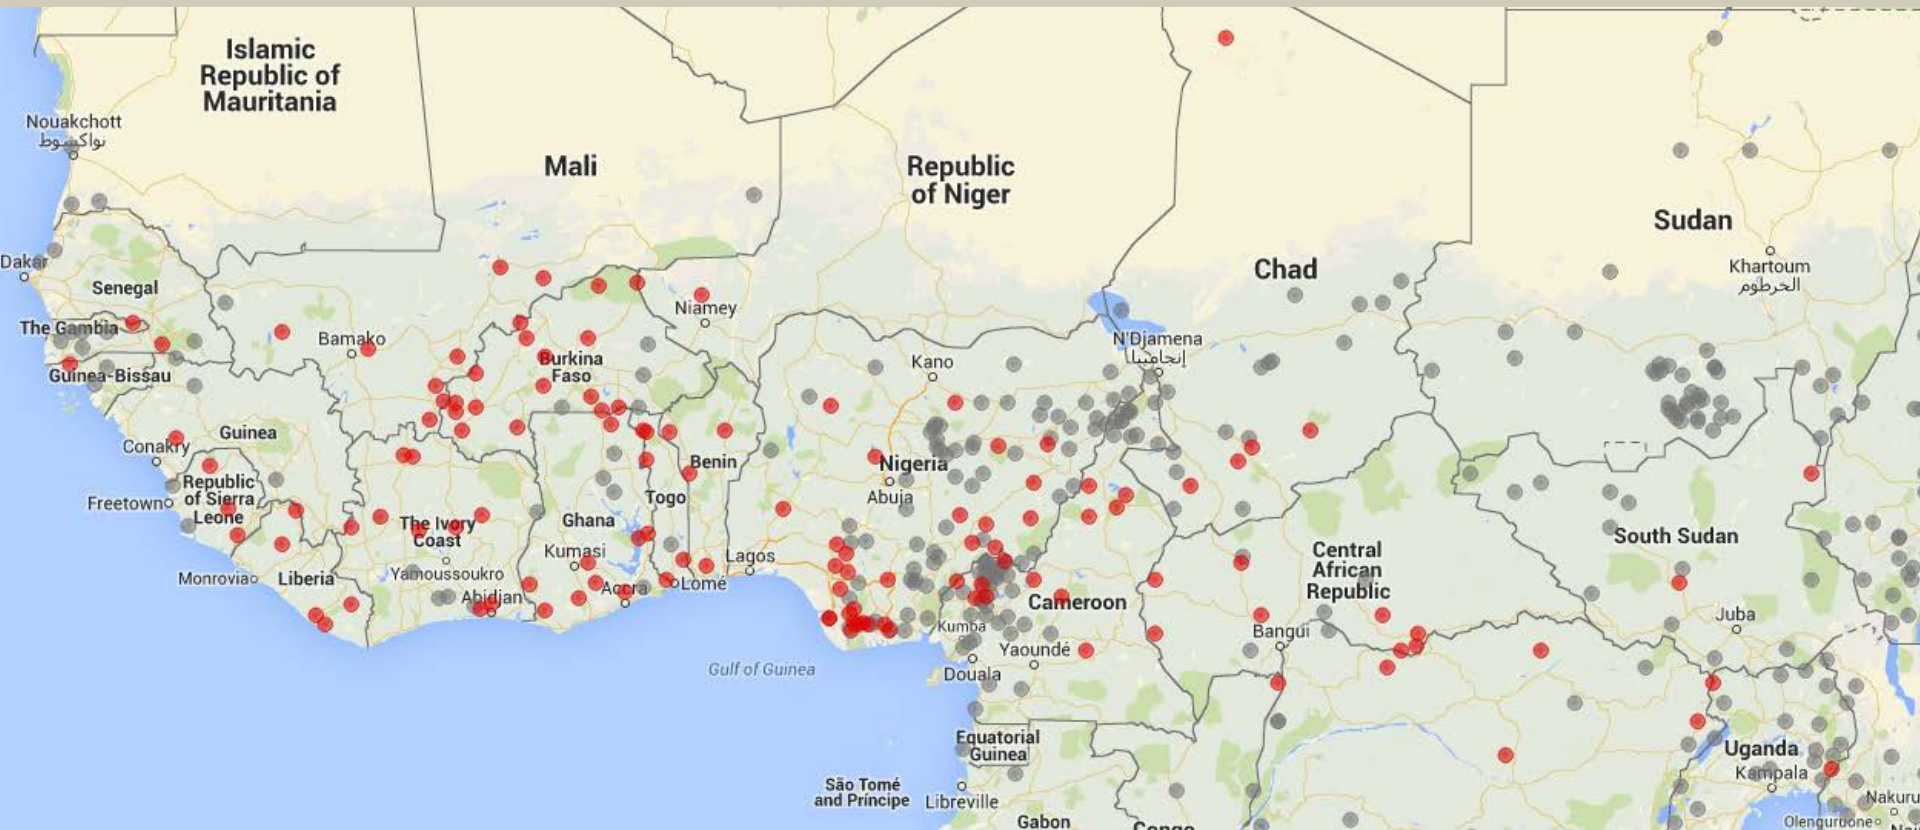 Islamic
Republic of
Mauritania
Nouakchott
نواكشوط
Mali
Republic
of Niger
Sudan
Khartoum
الخرطوم
Chad
Dakar
Senegal
The Gambia
Bamako
Niamey
N'Djamena
إنجامينا
Burkina
Faso
Kano
Guinea-Bissau
Guinea
Conakry
Benin
Nigeria
Republic
of Sierra
Leone
Togo
Abuja
Freetown
Ghana
The Ivory
Coast
South Sudan
Central
African
Republic
Kumasi
Lagos
Monrovia
Liberia
Yamoussoukro
Accra
Lomé
Abidjan
Cameroon
Juba
Kumba
Bangui
Yaoundé
Gulf of Guinea
Douala
Equatorial
Guinea
Uganda
Kampala
São Tomé
and Príncipe
Libreville
Nakuru
Gabon
Congo
Olenguruone